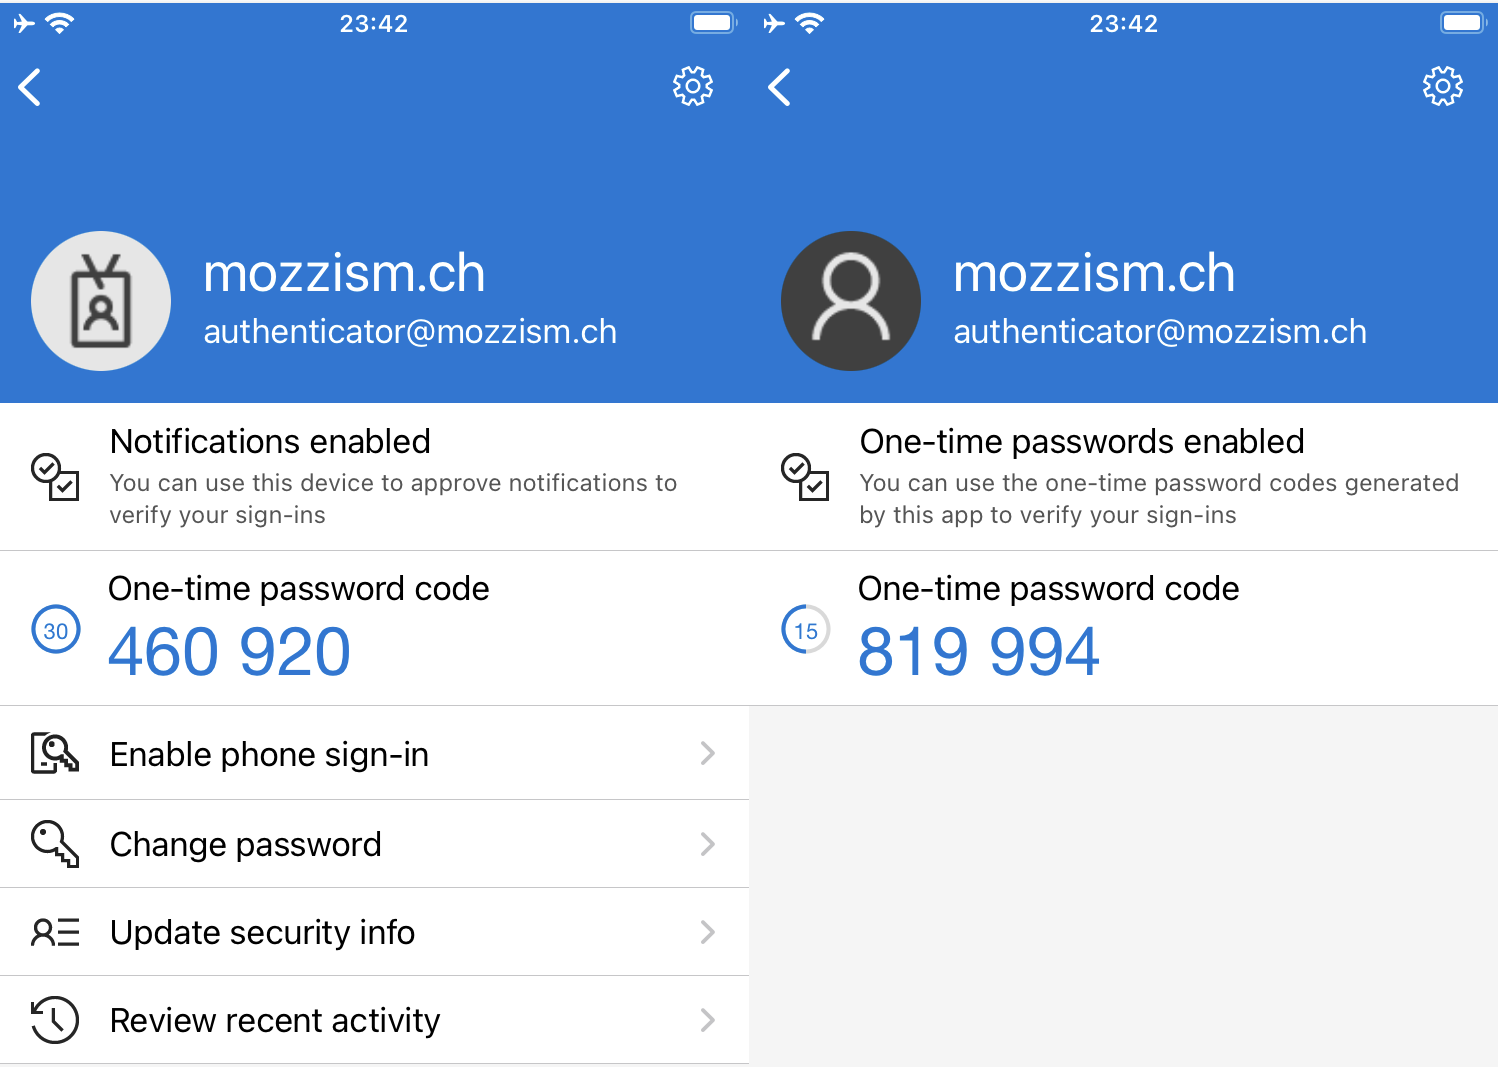 23:42
mozzism.ch
authenticator@mozzism.ch
Notifications enabled
You can use this device to approve notifications to
verify your sign-ins
One-time password code
30
460 920
Enable phone sign-in
Change password
Update security info
Review recent activity
23:42
mozzism.ch
authenticator@mozzism.ch
One-time passwords enabled
You can use the one-time password codes generated
by this app to verify your sign-ins
One-time password code
15
819 994